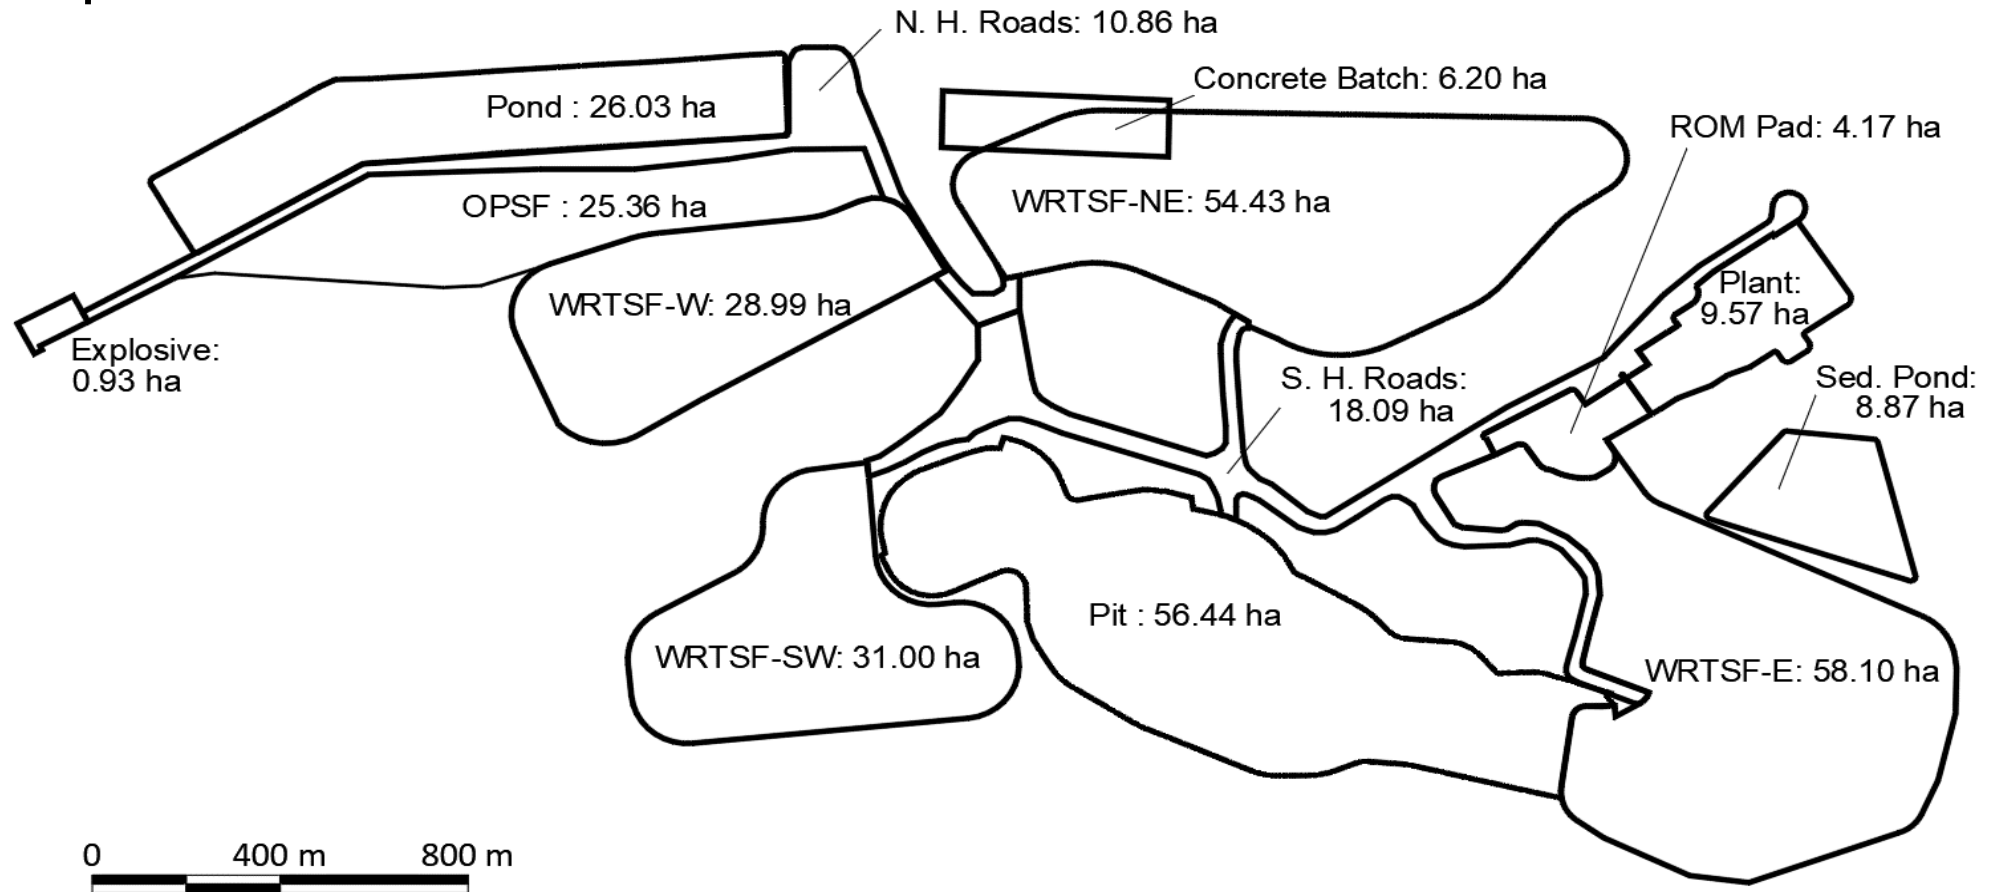 N. H. Roads: 10.86 ha
Concrete Batch: 6.20 ha
Pond : 26.03 ha
ROM Pad: 4.17 ha
OPSF : 25.36 ha
WRTSF-NE: 54.43 ha
Plant:
9.57 ha
WRTSF-W: 28.99 ha
Explosive:
0.93 ha
S. H. Roads:
18.09 ha
Sed. Pond:
8.87 ha
Pit : 56.44 ha
WRTSF-SW: 31.00 ha
WRTSF-E: 58.10 ha
0 400 m 800 m